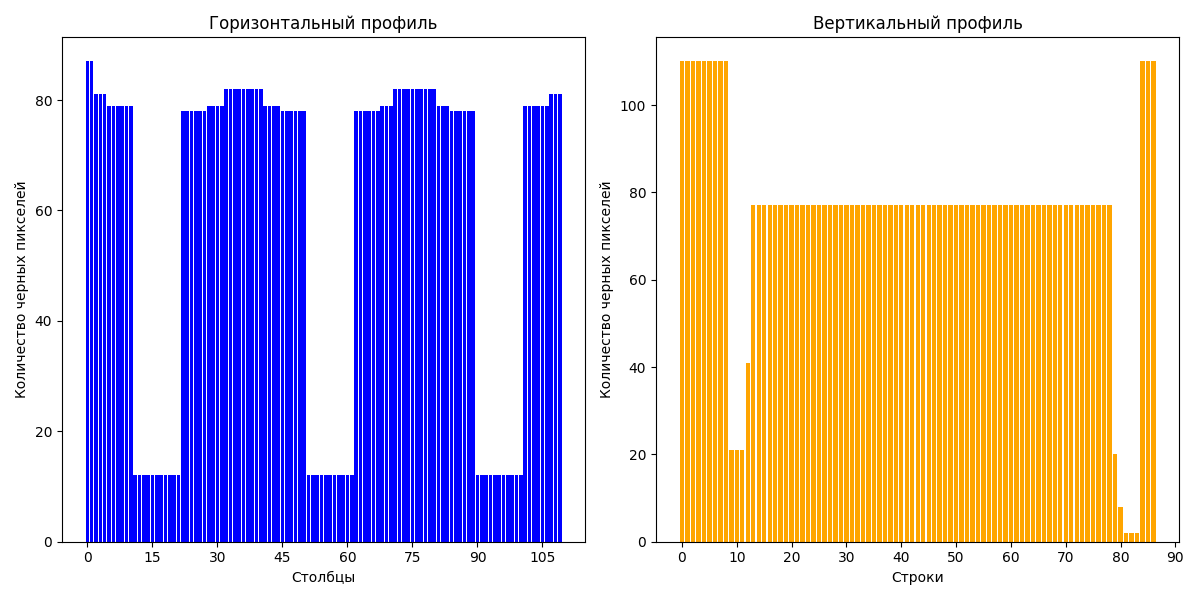 Горизонтальный профиль
Количество черных пикселей
80
60
40
20
0
0 15 30 45 60 75 90 105
Столбцы
Вертикальный профиль
Количество черных пикселей
100
80
60
40
20
0
0 10 20 30 40 50 60 70 80 90
Строки